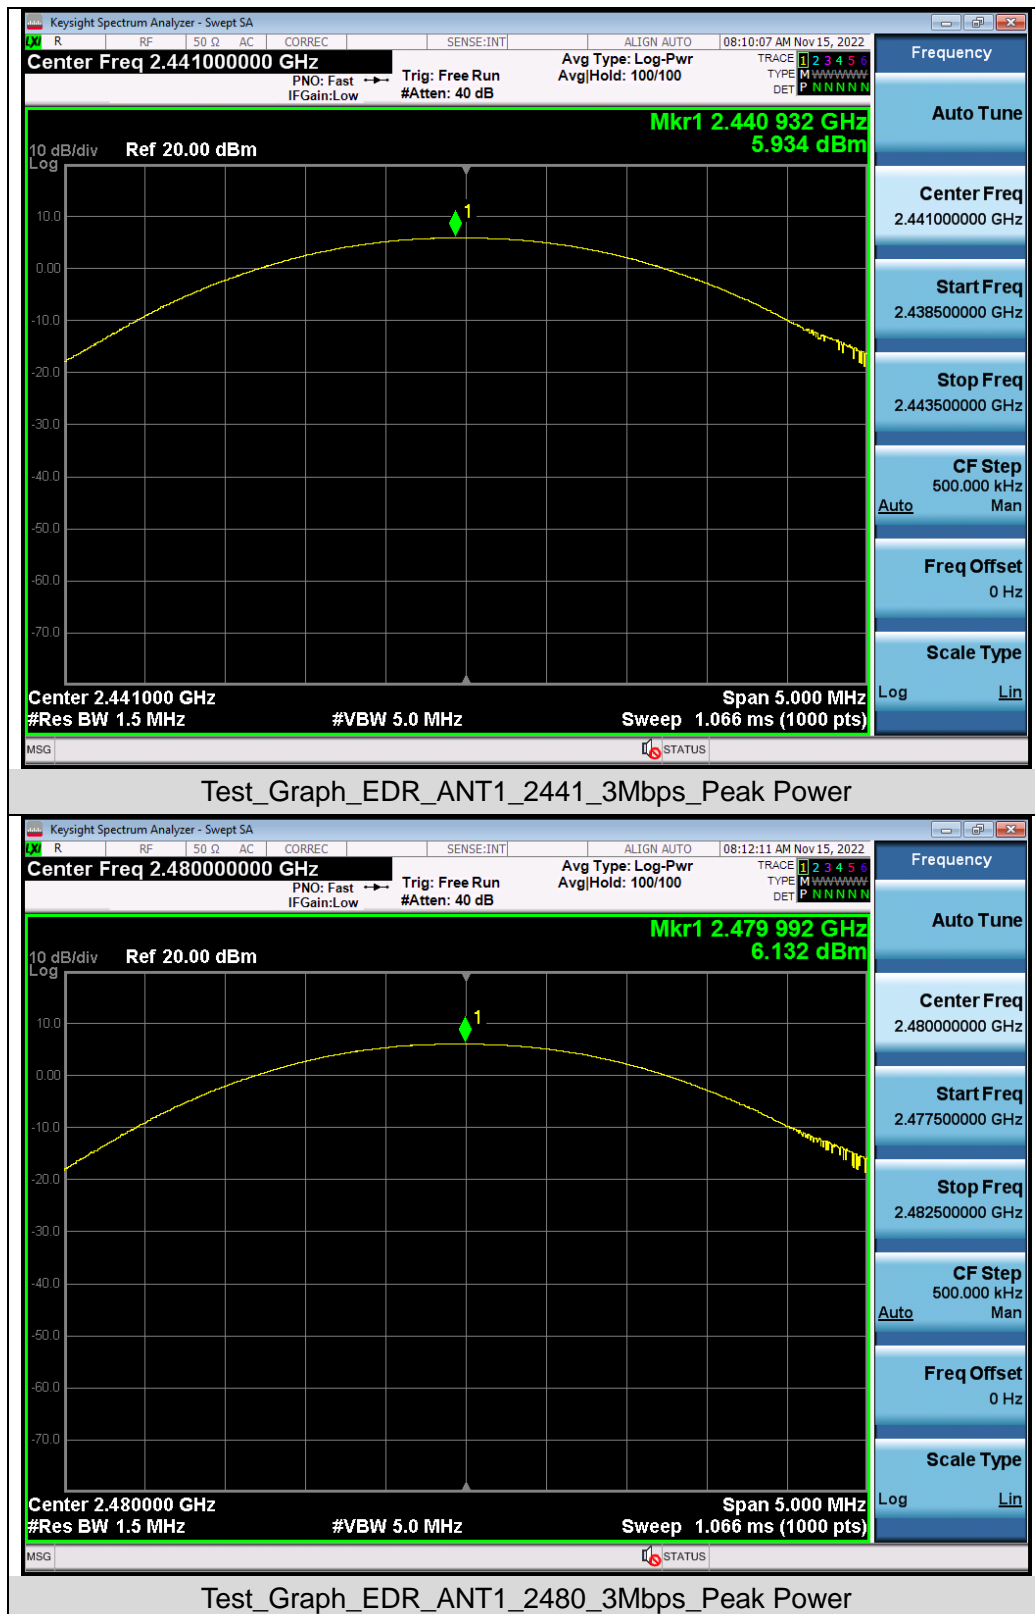 Keysight Spectrum Analyzer - Swept SA
LXI R RF 50 Ω AC CORREC SENSE:INT ALIGN AUTO 08:10:07 AM Nov 15, 2022
Center Freq 2.441000000 GHz
PNO: Fast
IFGain:Low
Trig: Free Run
#Atten: 40 dB
Avg Type: Log-Pwr
Avg|Hold: 100/100
TRACE 1 2 3 4 5 6
TYPE M WWWWW
DET P N N N N N
Mkr1 2.440 932 GHz
5.934 dBm
10 dB/div Ref 20.00 dBm
Log
1
10.0
0.00
-10.0
-20.0
-30.0
-40.0
-50.0
-60.0
-70.0
Center 2.441000 GHz Span 5.000 MHz
#Res BW 1.5 MHz #VBW 5.0 MHz Sweep 1.066 ms (1000 pts)
MSG STATUS
Frequency
Auto Tune
Center Freq
2.441000000 GHz
Start Freq
2.438500000 GHz
Stop Freq
2.443500000 GHz
CF Step
500.000 kHz
Auto Man
Freq Offset
0 Hz
Scale Type
Log Lin
Test_Graph_EDR_ANT1_2441_3Mbps_Peak Power
Keysight Spectrum Analyzer - Swept SA
LXI R RF 50 Ω AC CORREC SENSE:INT ALIGN AUTO 08:12:11 AM Nov 15, 2022
Center Freq 2.480000000 GHz
PNO: Fast
IFGain:Low
Trig: Free Run
#Atten: 40 dB
Avg Type: Log-Pwr
Avg|Hold: 100/100
TRACE 1 2 3 4 5 6
TYPE M WWWWW
DET P N N N N N
Mkr1 2.479 992 GHz
6.132 dBm
10 dB/div Ref 20.00 dBm
Log
1
10.0
0.00
-10.0
-20.0
-30.0
-40.0
-50.0
-60.0
-70.0
Center 2.480000 GHz Span 5.000 MHz
#Res BW 1.5 MHz #VBW 5.0 MHz Sweep 1.066 ms (1000 pts)
MSG STATUS
Frequency
Auto Tune
Center Freq
2.480000000 GHz
Start Freq
2.477500000 GHz
Stop Freq
2.482500000 GHz
CF Step
500.000 kHz
Auto Man
Freq Offset
0 Hz
Scale Type
Log Lin
Test_Graph_EDR_ANT1_2480_3Mbps_Peak Power